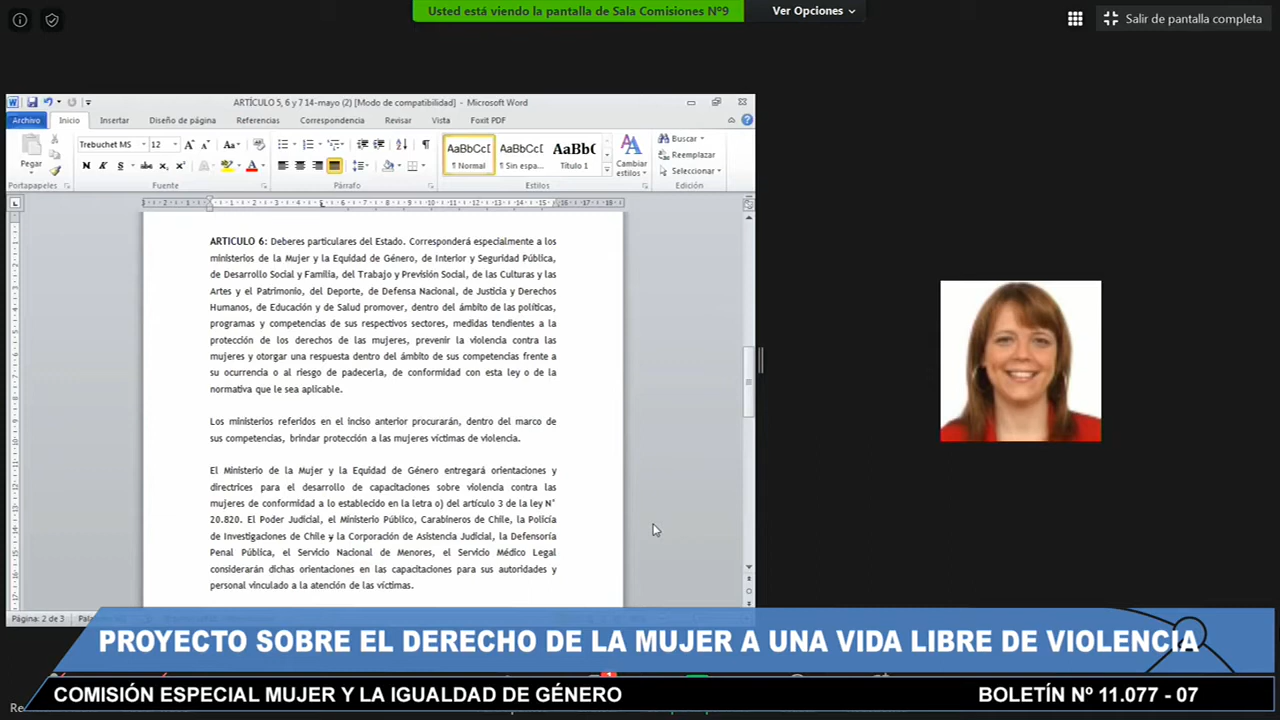 Usted está viendo la pantalla de Sala Comisiones Nº9
Ver Opciones
Salir de pantalla completa
ARTÍCULO 5, 6 y 7 14-mayo (2) [Modo de compatibilidad] - Microsoft Word
Archivo Inicio Insertar Diseño de página Referencias Correspondencia Revisar Vista Foxit PDF
Pegar
Trebuchet MS 12
AaBbCcD AaBbCcD AaBbC
¶ Normal ¶ Sin espa... Título 1
Cambiar estilos
Buscar
Reemplazar
Seleccionar
Portapapeles Fuente Párrafo Estilos Edición
ARTICULO 6: Deberes particulares del Estado. Corresponderá especialmente a los
ministerios de la Mujer y la Equidad de Género, de Interior y Seguridad Pública,
de Desarrollo Social y Familia, del Trabajo y Previsión Social, de las Culturas y las
Artes y el Patrimonio, del Deporte, de Defensa Nacional, de Justicia y Derechos
Humanos, de Educación y de Salud promover, dentro del ámbito de las políticas,
programas y competencias de sus respectivos sectores, medidas tendientes a la
protección de los derechos de las mujeres, prevenir la violencia contra las
mujeres y otorgar una respuesta dentro del ámbito de sus competencias frente a
su ocurrencia o al riesgo de padecerla, de conformidad con esta ley o de la
normativa que le sea aplicable.
Los ministerios referidos en el inciso anterior procurarán, dentro del marco de
sus competencias, brindar protección a las mujeres víctimas de violencia.
El Ministerio de la Mujer y la Equidad de Género entregará orientaciones y
directrices para el desarrollo de capacitaciones sobre violencia contra las
mujeres de conformidad a lo establecido en la letra o) del artículo 3 de la ley N°
20.820. El Poder Judicial, el Ministerio Público, Carabineros de Chile, la Policía
de Investigaciones de Chile y la Corporación de Asistencia Judicial, la Defensoría
Penal Pública, el Servicio Nacional de Menores, el Servicio Médico Legal
considerarán dichas orientaciones en las capacitaciones para sus autoridades y
personal vinculado a la atención de las víctimas.
Página: 2 de 3
PROYECTO SOBRE EL DERECHO DE LA MUJER A UNA VIDA LIBRE DE VIOLENCIA
COMISIÓN ESPECIAL MUJER Y LA IGUALDAD DE GÉNERO
BOLETÍN Nº 11.077 - 07